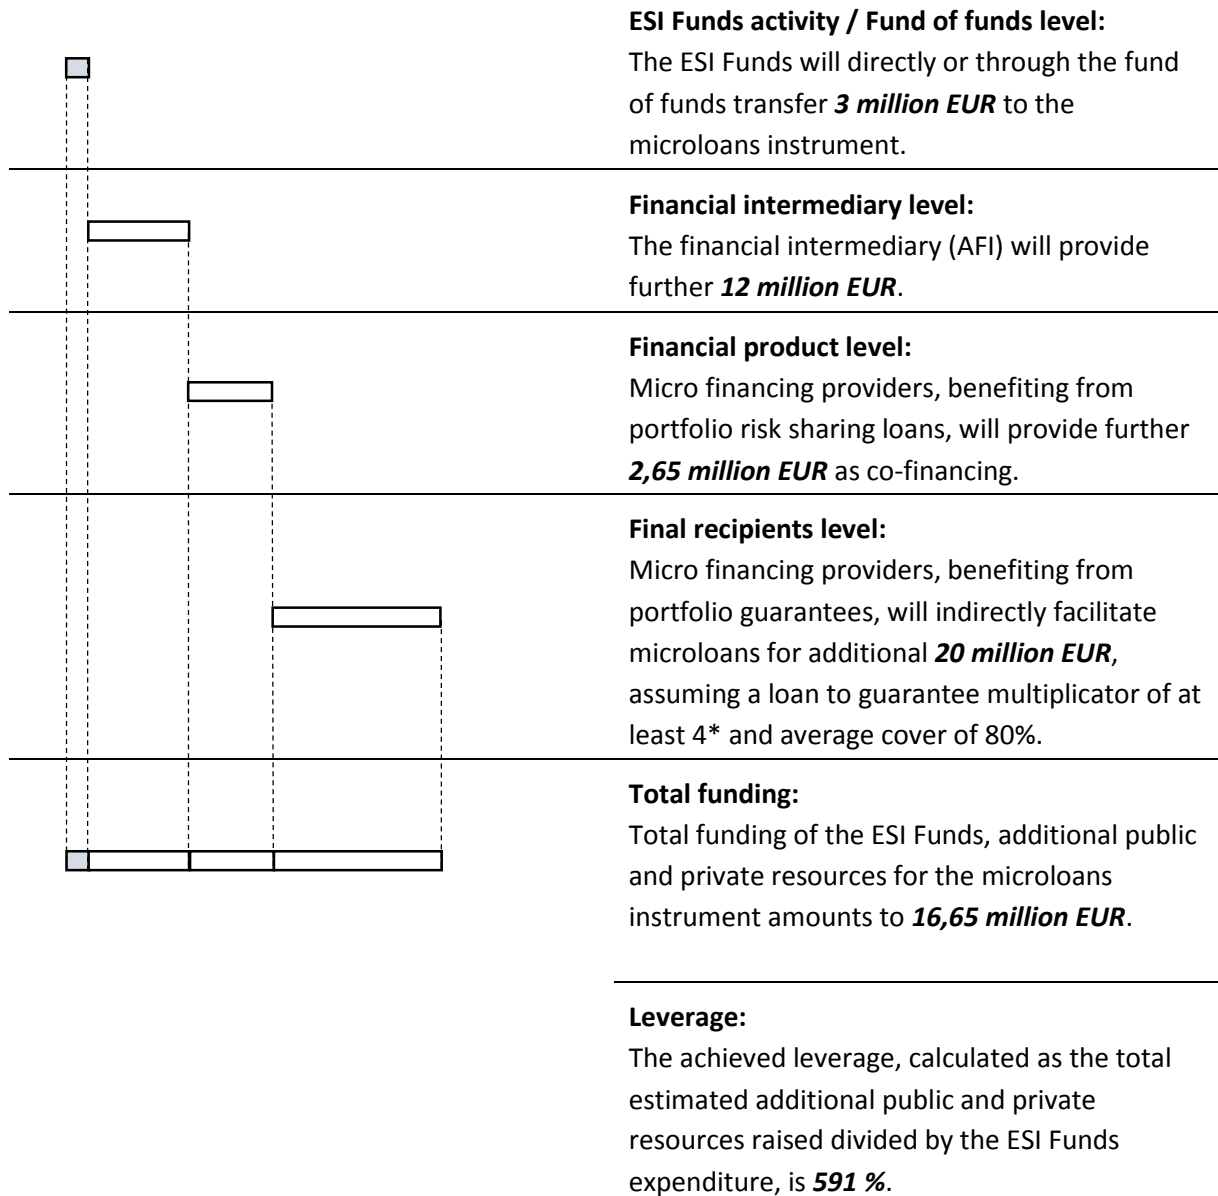 ESI Funds activity / Fund of funds level:
The ESI Funds will directly or through the fund
of funds transfer 3 million EUR to the
microloans instrument.
Financial intermediary level:
The financial intermediary (AFI) will provide
further 12 million EUR.
Financial product level:
Micro financing providers, benefiting from
portfolio risk sharing loans, will provide further
2,65 million EUR as co-financing.
Final recipients level:
Micro financing providers, benefiting from
portfolio guarantees, will indirectly facilitate
microloans for additional 20 million EUR,
assuming a loan to guarantee multiplicator of at
least 4* and average cover of 80%.
Total funding:
Total funding of the ESI Funds, additional public
and private resources for the microloans
instrument amounts to 16,65 million EUR.
Leverage:
The achieved leverage, calculated as the total
estimated additional public and private
resources raised divided by the ESI Funds
expenditure, is 591 %.